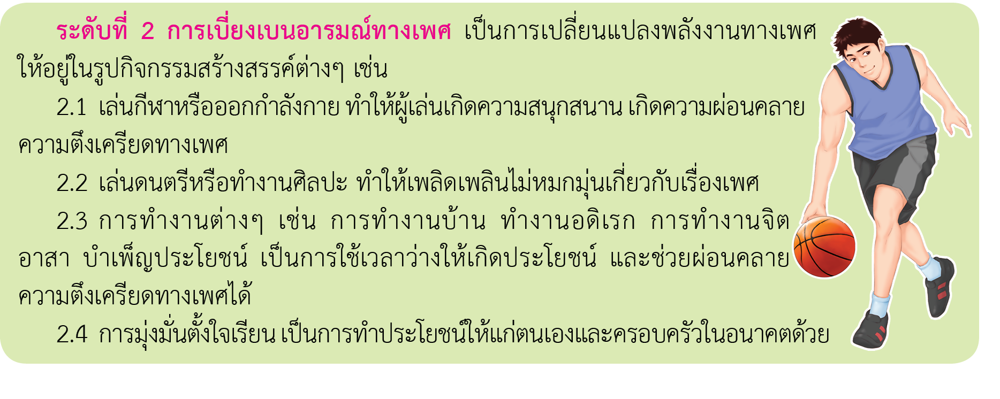 ระดับที่ 2 การเบี่ยงเบนอารมณ์ทางเพศ เป็นการเปลี่ยนแปลงพลังงานทางเพศ
ให้อยู่ในรูปกิจกรรมสร้างสรรค์ต่างๆ เช่น
2.1 เล่นกีฬาหรือออกกำลังกาย ทำให้ผู้เล่นเกิดความสนุกสนาน เกิดความผ่อนคลาย
ความตึงเครียดทางเพศ
2.2 เล่นดนตรีหรือทำงานศิลปะ ทำให้เพลิดเพลินไม่หมกมุ่นเกี่ยวกับเรื่องเพศ
2.3 การทำงานต่างๆ เช่น การทำงานบ้าน ทำงานอดิเรก การทำงานจิต
อาสา บำเพ็ญประโยชน์ เป็นการใช้เวลาว่างให้เกิดประโยชน์ และช่วยผ่อนคลาย
ความตึงเครียดทางเพศได้
2.4 การมุ่งมั่นตั้งใจเรียน เป็นการทำประโยชน์ให้แก่ตนเองและครอบครัวในอนาคตด้วย